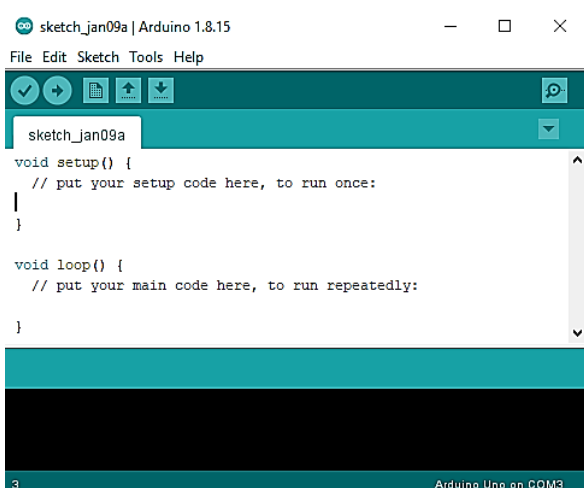 sketch_jan09a | Arduino 1.8.15
File Edit Sketch Tools Help
sketch_jan09a
void setup() {
  // put your setup code here, to run once:

}

void loop() {
  // put your main code here, to run repeatedly:

}
3 Arduino Uno on COM3